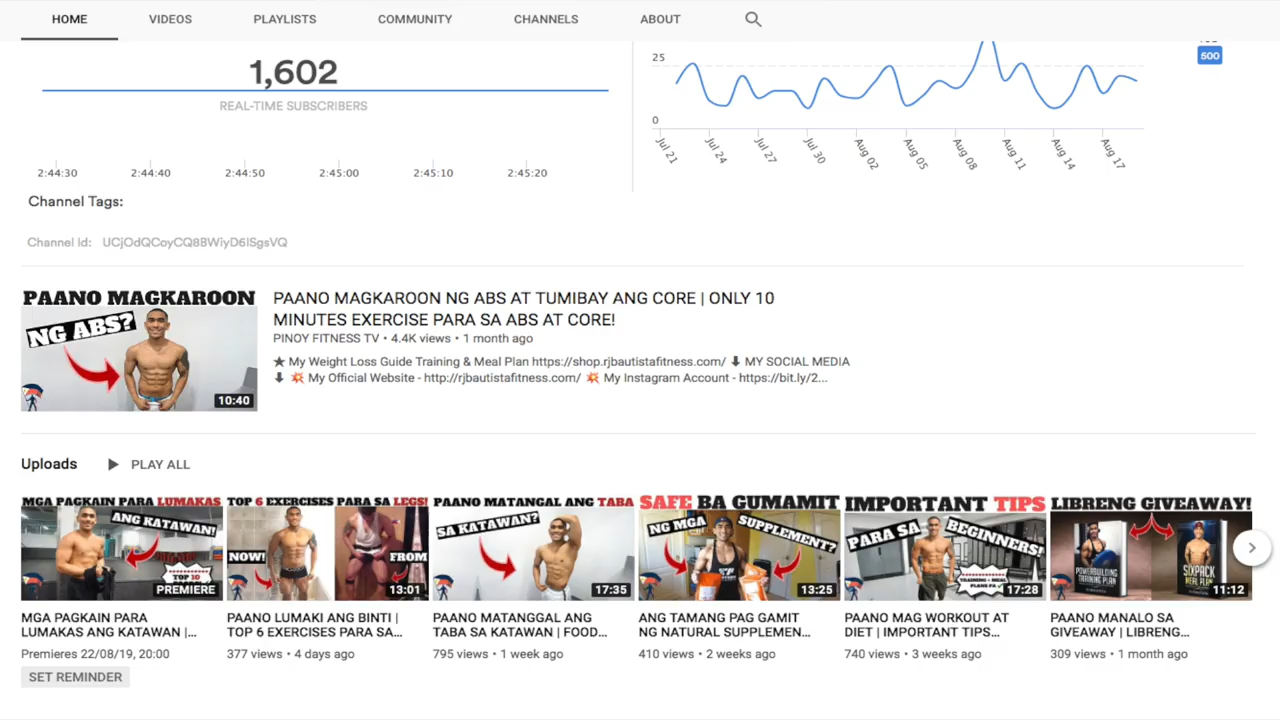 HOME VIDEOS PLAYLISTS COMMUNITY CHANNELS ABOUT
1,602
REAL-TIME SUBSCRIBERS
2:44:30 2:44:40 2:44:50 2:45:00 2:45:10 2:45:20
500
25
0
Jul 21 Jul 24 Jul 27 Jul 30 Aug 02 Aug 05 Aug 08 Aug 11 Aug 14 Aug 17
Channel Tags:
Channel Id: UCjOdQCoyCQ8BWiyD6lSgsVQ
PAANO MAGKAROON
NG ABS?
10:40
PAANO MAGKAROON NG ABS AT TUMIBAY ANG CORE | ONLY 10
MINUTES EXERCISE PARA SA ABS AT CORE!
PINOY FITNESS TV • 4.4K views • 1 month ago
★ My Weight Loss Guide Training & Meal Plan https://shop.rjbautistafitness.com/ ⬇ MY SOCIAL MEDIA
⬇ 💥 My Official Website - http://rjbautistafitness.com/ 💥 My Instagram Account - https://bit.ly/2...
Uploads PLAY ALL
MGA PAGKAIN PARA LUMAKAS
ANG KATAWAN!
TOP 10
PREMIERE
MGA PAGKAIN PARA
LUMAKAS ANG KATAWAN |...
Premieres 22/08/19, 20:00
SET REMINDER
TOP 6 EXERCISES PARA SA LEGS!
NOW!
FROM
13:01
PAANO LUMAKI ANG BINTI |
TOP 6 EXERCISES PARA SA...
377 views • 4 days ago
PAANO MATANGAL ANG TABA
SA KATAWAN?
17:35
PAANO MATANGGAL ANG
TABA SA KATAWAN | FOOD...
795 views • 1 week ago
SAFE BA GUMAMIT
NG MGA SUPPLEMENT?
13:25
ANG TAMANG PAG GAMIT
NG NATURAL SUPPLEMEN...
410 views • 2 weeks ago
IMPORTANT TIPS
PARA SA BEGINNERS!
TRAINING + MEAL
17:28
PAANO MAG WORKOUT AT
DIET | IMPORTANT TIPS...
740 views • 3 weeks ago
LIBRENG GIVEAWAY!
POWERBUILDING
TRAINING PLAN
SIXPACK
MEAL PLAN
11:12
PAANO MANALO SA
GIVEAWAY | LIBRENG...
309 views • 1 month ago